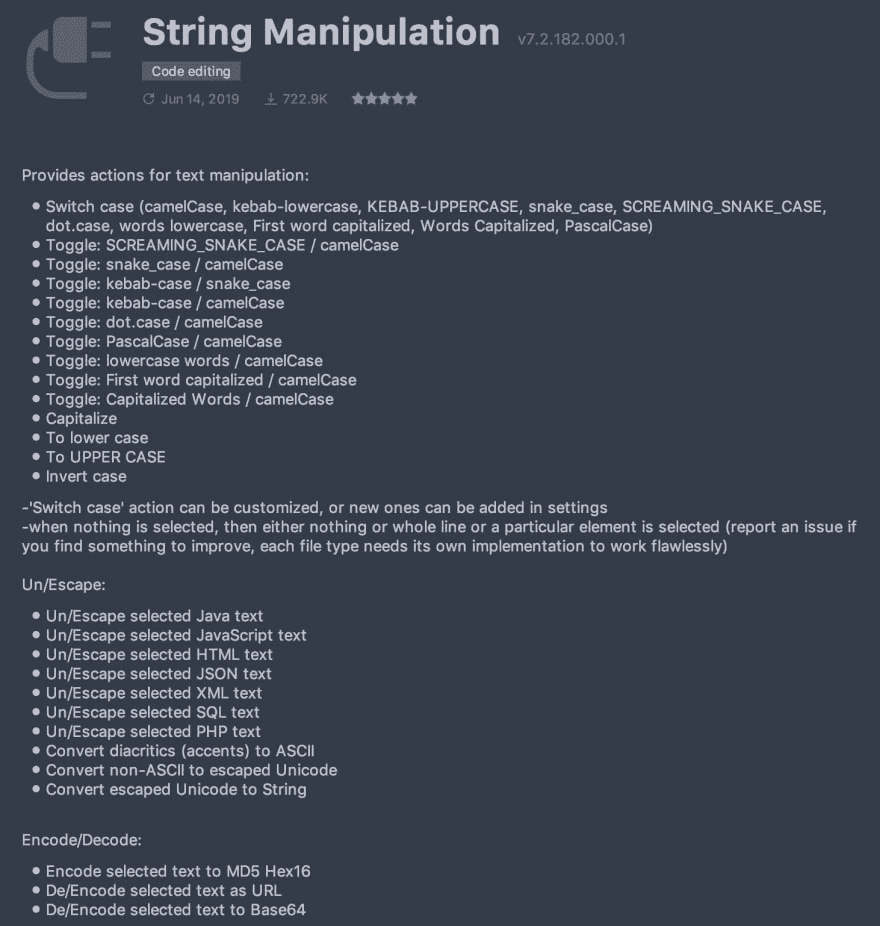 String Manipulation v7.2.182.000.1
Code editing
Jun 14, 2019 722.9K
Provides actions for text manipulation:
• Switch case (camelCase, kebab-lowercase, KEBAB-UPPERCASE, snake_case, SCREAMING_SNAKE_CASE,
dot.case, words lowercase, First word capitalized, Words Capitalized, PascalCase)
• Toggle: SCREAMING_SNAKE_CASE / camelCase
• Toggle: snake_case / camelCase
• Toggle: kebab-case / snake_case
• Toggle: kebab-case / camelCase
• Toggle: dot.case / camelCase
• Toggle: PascalCase / camelCase
• Toggle: lowercase words / camelCase
• Toggle: First word capitalized / camelCase
• Toggle: Capitalized Words / camelCase
• Capitalize
• To lower case
• To UPPER CASE
• Invert case
-'Switch case' action can be customized, or new ones can be added in settings
-when nothing is selected, then either nothing or whole line or a particular element is selected (report an issue if
you find something to improve, each file type needs its own implementation to work flawlessly)
Un/Escape:
• Un/Escape selected Java text
• Un/Escape selected JavaScript text
• Un/Escape selected HTML text
• Un/Escape selected JSON text
• Un/Escape selected XML text
• Un/Escape selected SQL text
• Un/Escape selected PHP text
• Convert diacritics (accents) to ASCII
• Convert non-ASCII to escaped Unicode
• Convert escaped Unicode to String
Encode/Decode:
• Encode selected text to MD5 Hex16
• De/Encode selected text as URL
• De/Encode selected text to Base64